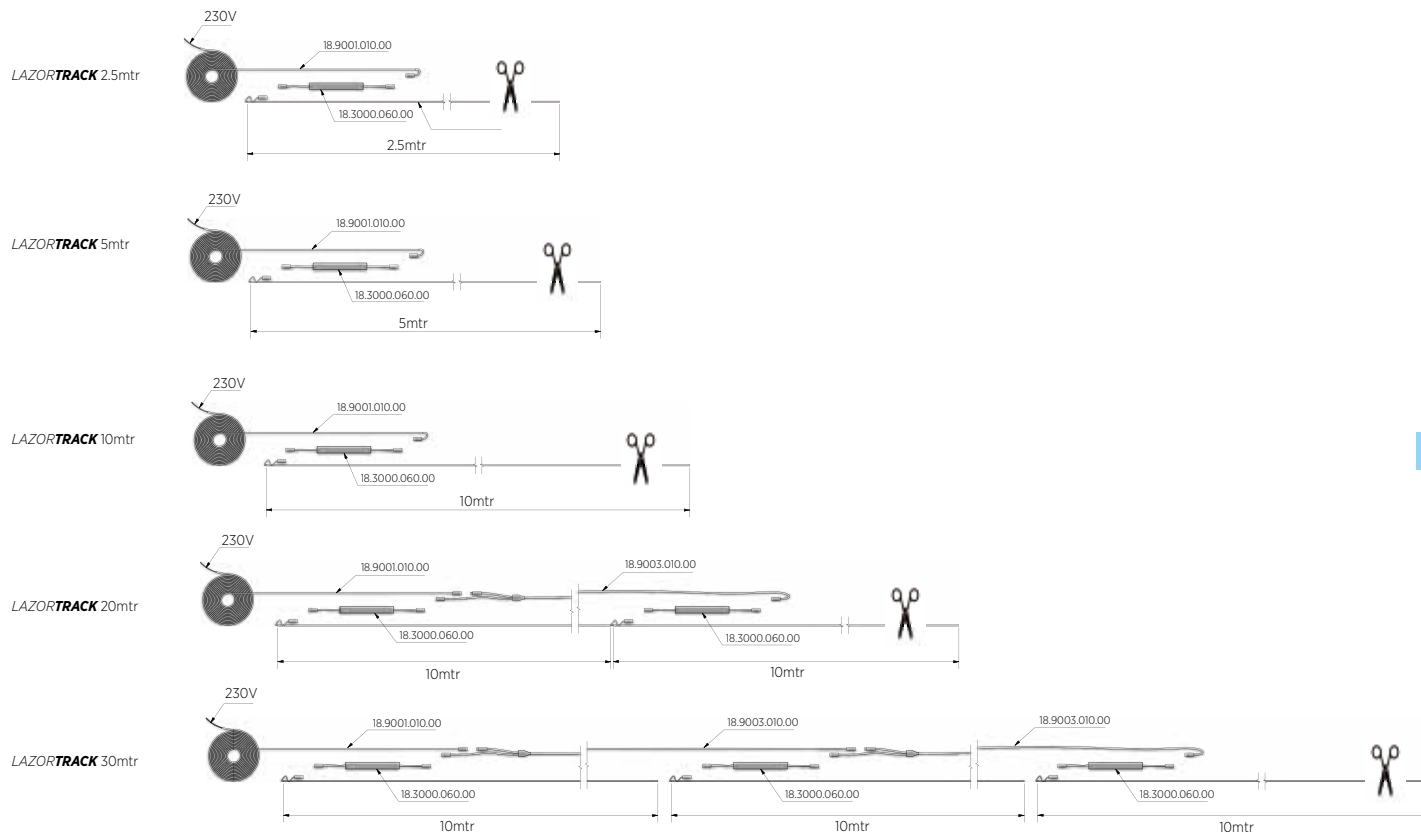 230V
18.9001.010.00
LAZORTRACK 2.5mtr
18.3000.060.00
2.5mtr
230V
18.9001.010.00
LAZORTRACK 5mtr
18.3000.060.00
5mtr
230V
18.9001.010.00
LAZORTRACK 10mtr
18.3000.060.00
10mtr
230V
18.9001.010.00 18.9003.010.00
LAZORTRACK 20mtr
18.3000.060.00 18.3000.060.00
10mtr 10mtr
230V
18.9001.010.00 18.9003.010.00 18.9003.010.00
LAZORTRACK 30mtr
18.3000.060.00 18.3000.060.00 18.3000.060.00
10mtr 10mtr 10mtr